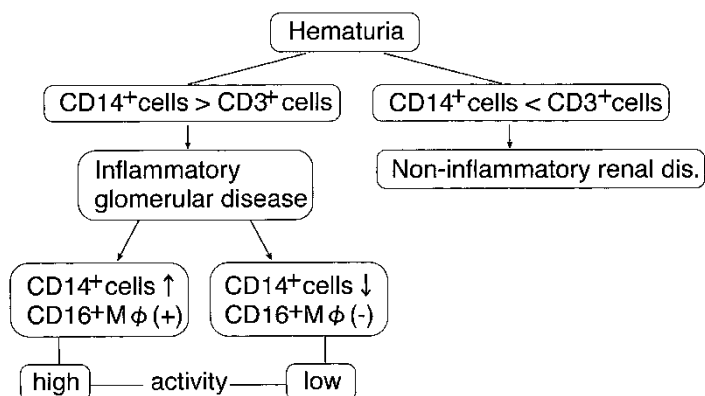 Hematuria
CD14+cells > CD3+cells
CD14+cells < CD3+cells
Inflammatory
glomerular disease
Non-inflammatory renal dis.
CD14+cells ↑
CD16+Mϕ(+)
CD14+cells ↓
CD16+Mϕ(-)
high activity low